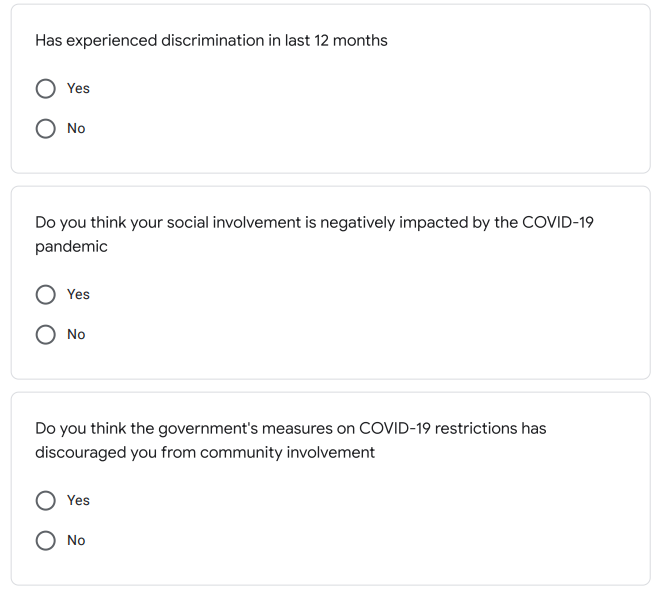 Has experienced discrimination in last 12 months
Yes
No
Do you think your social involvement is negatively impacted by the COVID-19
pandemic
Yes
No
Do you think the government's measures on COVID-19 restrictions has
discouraged you from community involvement
Yes
No